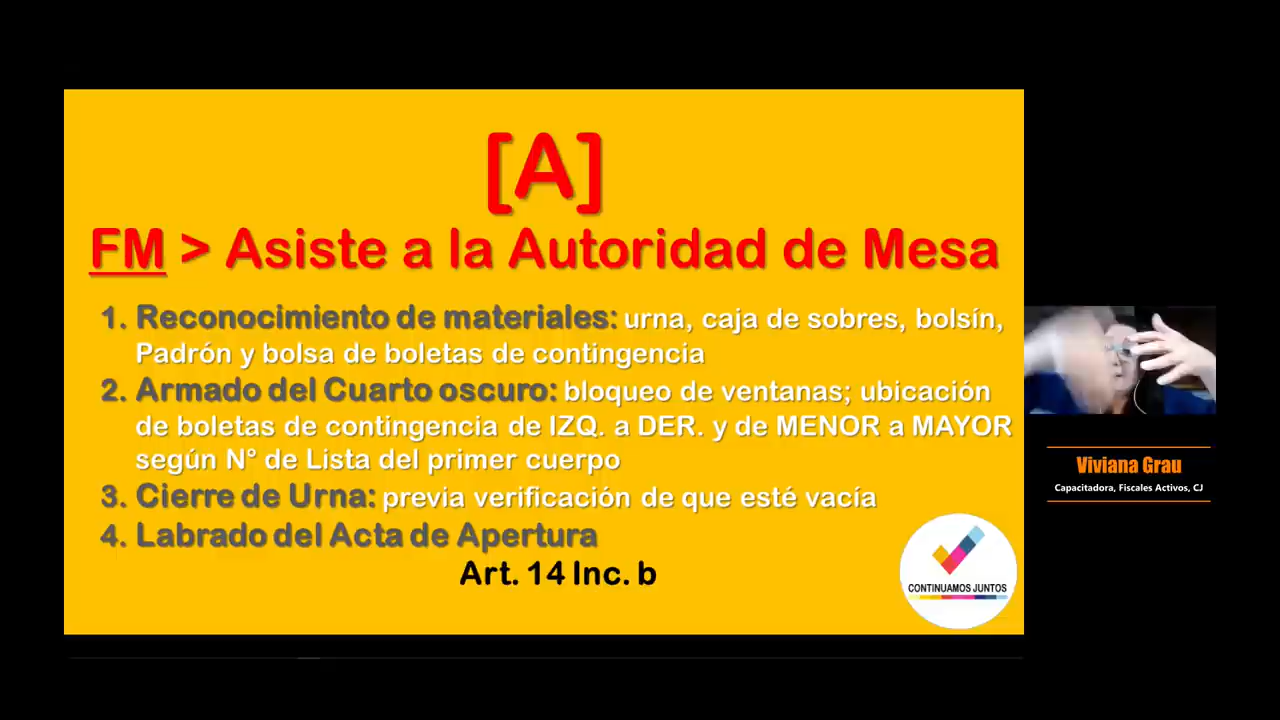 [A]
FM > Asiste a la Autoridad de Mesa
1. Reconocimiento de materiales: urna, caja de sobres, bolsín,
Padrón y bolsa de boletas de contingencia
2. Armado del Cuarto oscuro: bloqueo de ventanas; ubicación
de boletas de contingencia de IZQ. a DER. y de MENOR a MAYOR
según N° de Lista del primer cuerpo
3. Cierre de Urna: previa verificación de que esté vacía
4. Labrado del Acta de Apertura
Art. 14 Inc. b
CONTINUAMOS JUNTOS
Viviana Grau
Capacitadora, Fiscales Activos, CJ